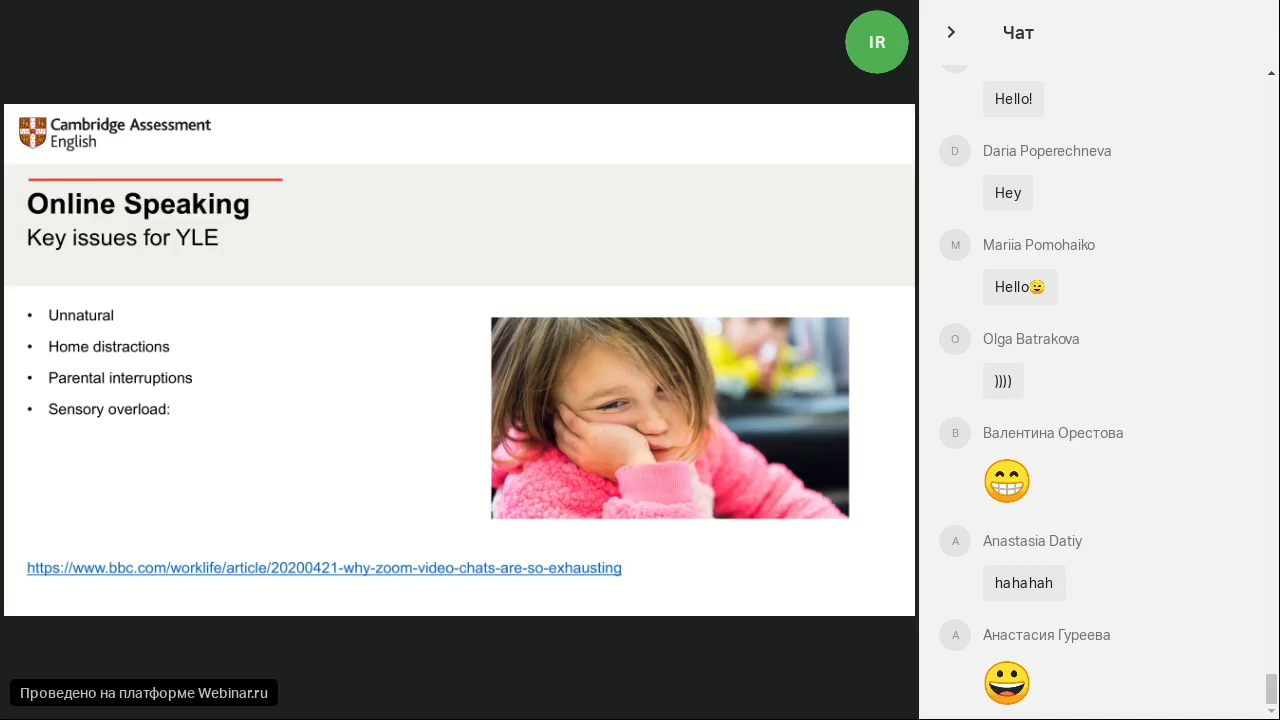 IR
Cambridge Assessment
English
Online Speaking
Key issues for YLE
• Unnatural
• Home distractions
• Parental interruptions
• Sensory overload:
https://www.bbc.com/worklife/article/20200421-why-zoom-video-chats-are-so-exhausting
Проведено на платформе Webinar.ru
Чат
Hello!
D Daria Poperechneva
Hey
M Mariia Pomohaiko
Hello😉
O Olga Batrakova
))))
В Валентина Орестова
😁
A Anastasia Datiy
hahahah
А Анастасия Гуреева
😀